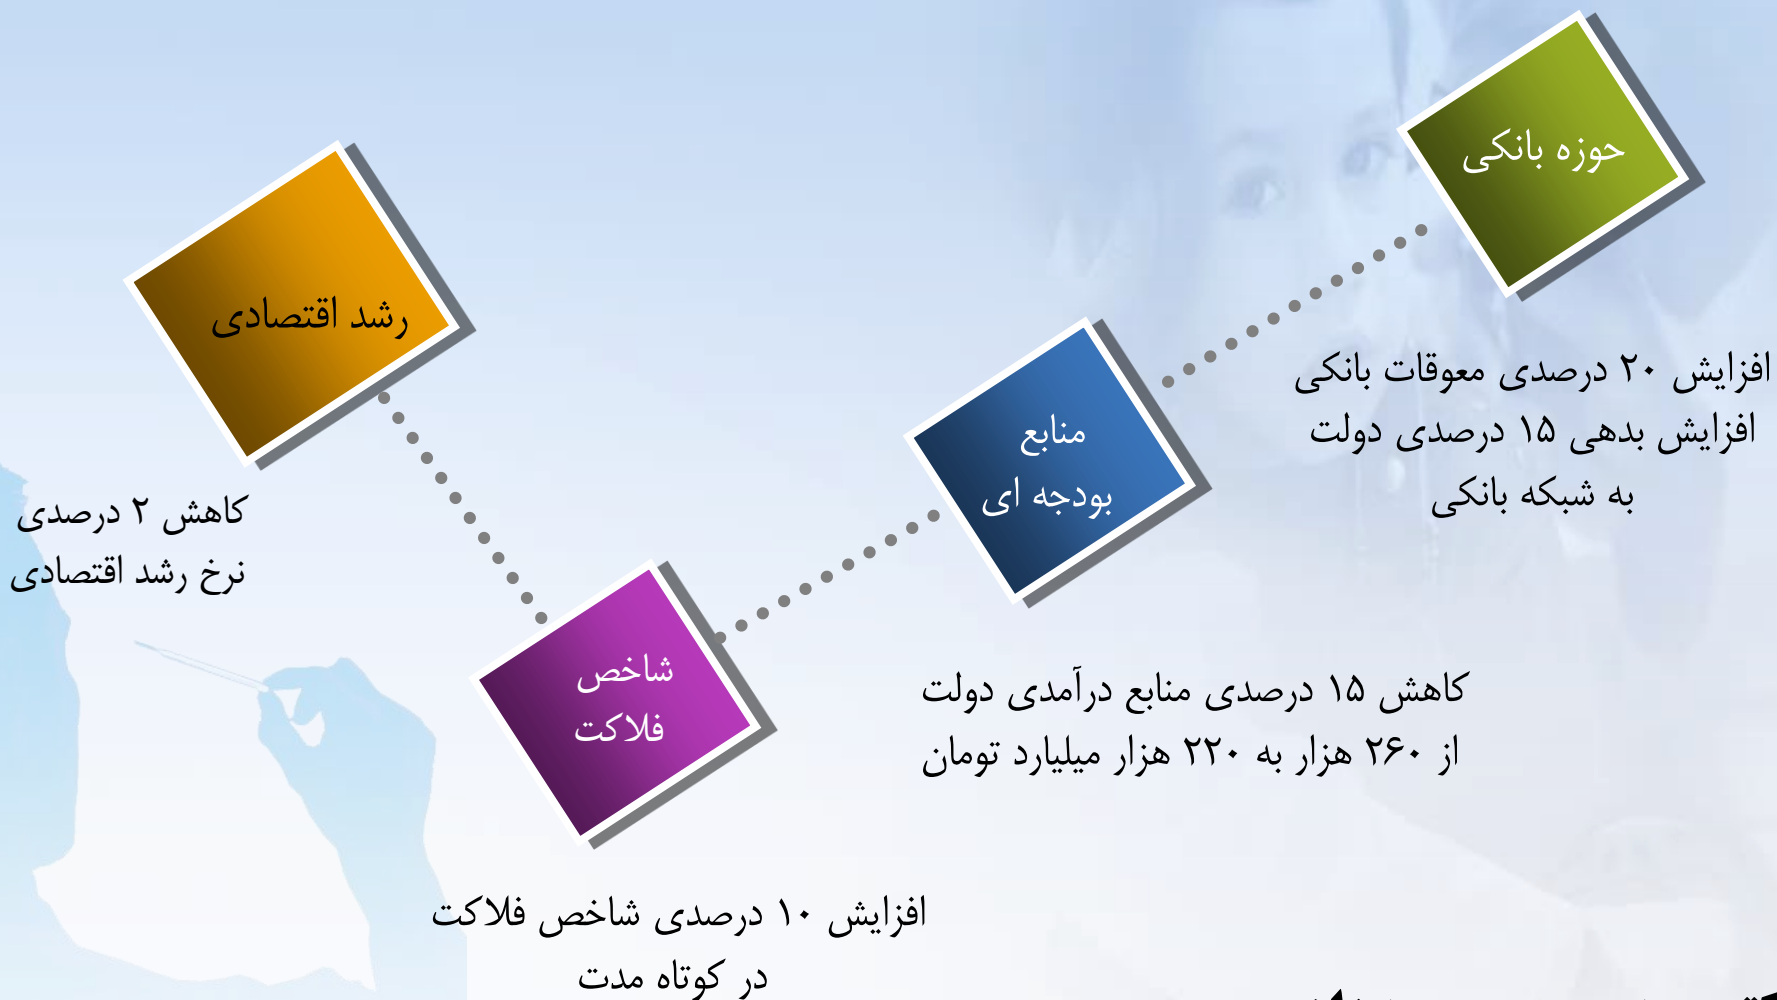 حوزه بانکی
افزایش ۲۰ درصدی معوقات بانکی
افزایش بدهی ۱۵ درصدی دولت
به شبکه بانکی
منابع
بودجه ای
کاهش ۱۵ درصدی منابع درآمدی دولت
از ۲۶۰ هزار به ۲۲۰ هزار میلیارد تومان
شاخص
فلاکت
افزایش ۱۰ درصدی شاخص فلاکت
در کوتاه مدت
رشد اقتصادی
کاهش ۲ درصدی
نرخ رشد اقتصادی